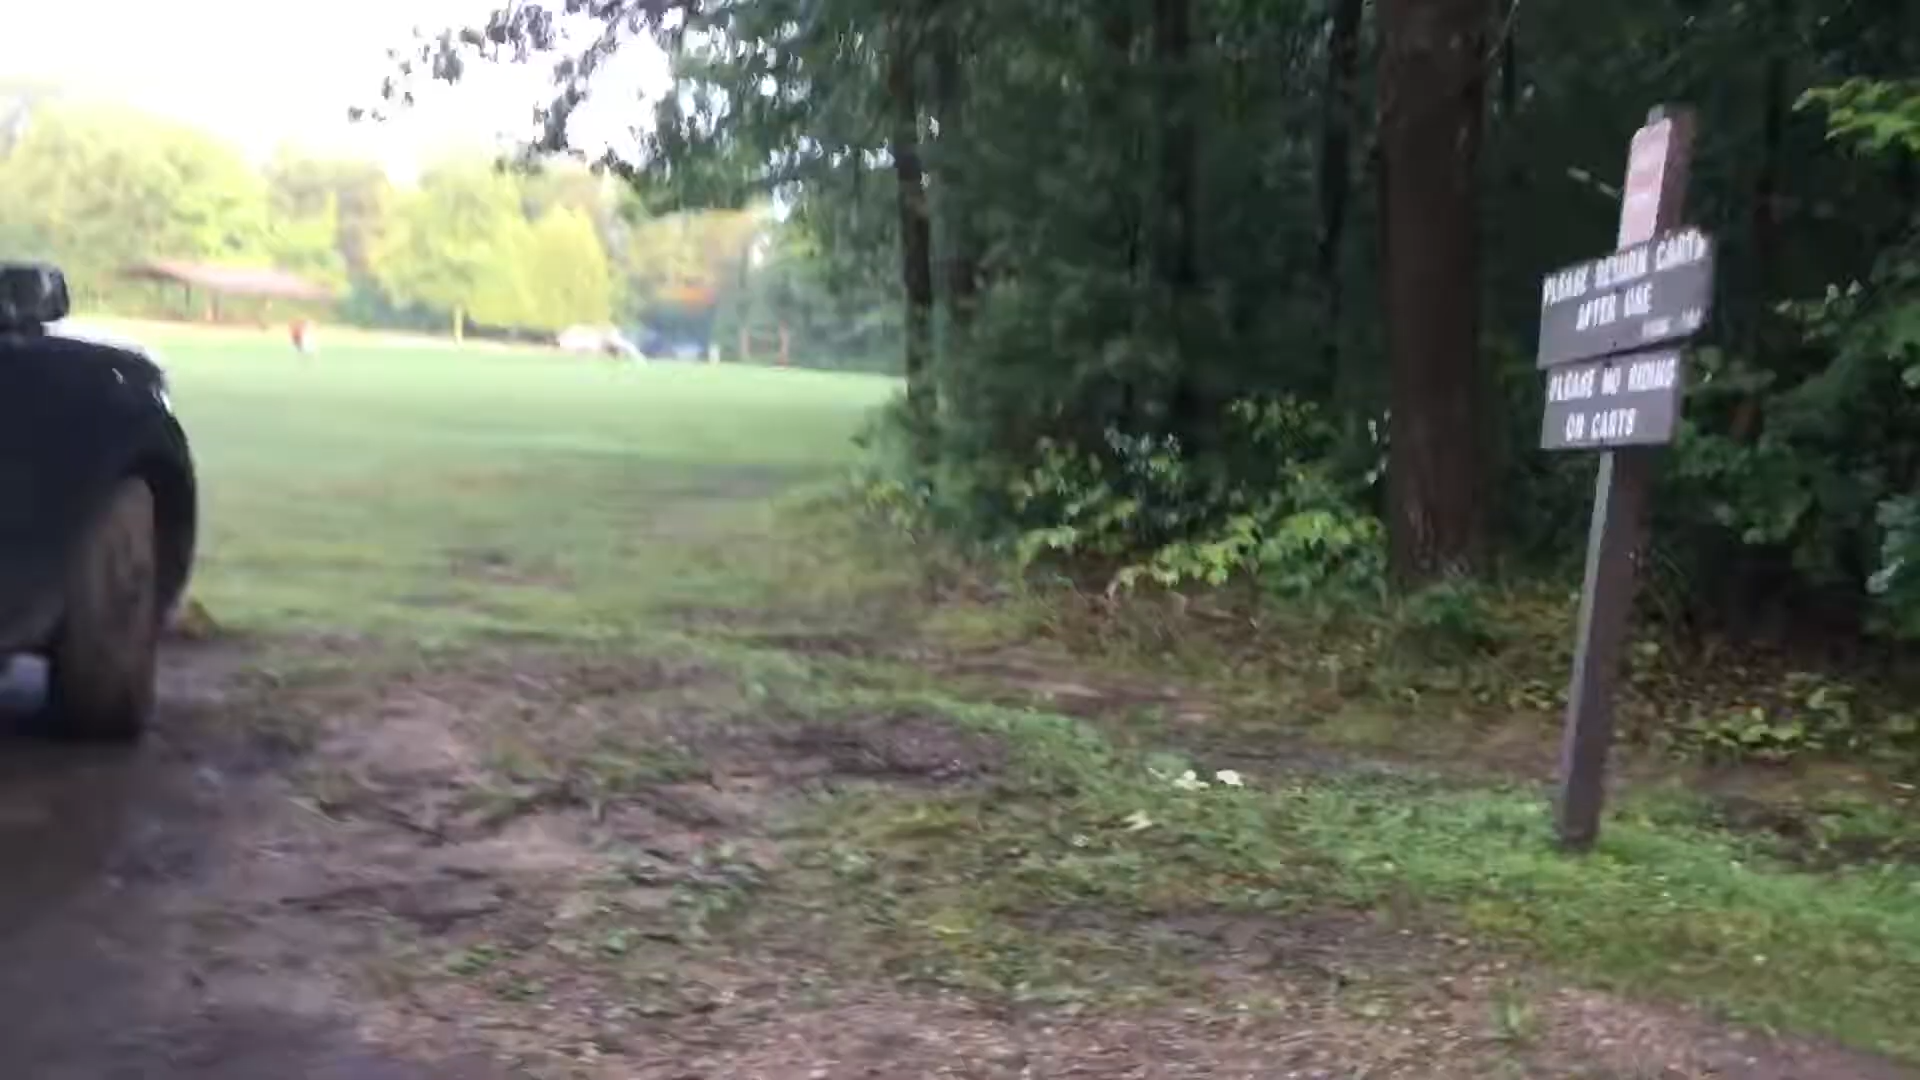 PLEASE RETURN CARTS
AFTER USE
PLEASE NO RIDING
ON CARTS